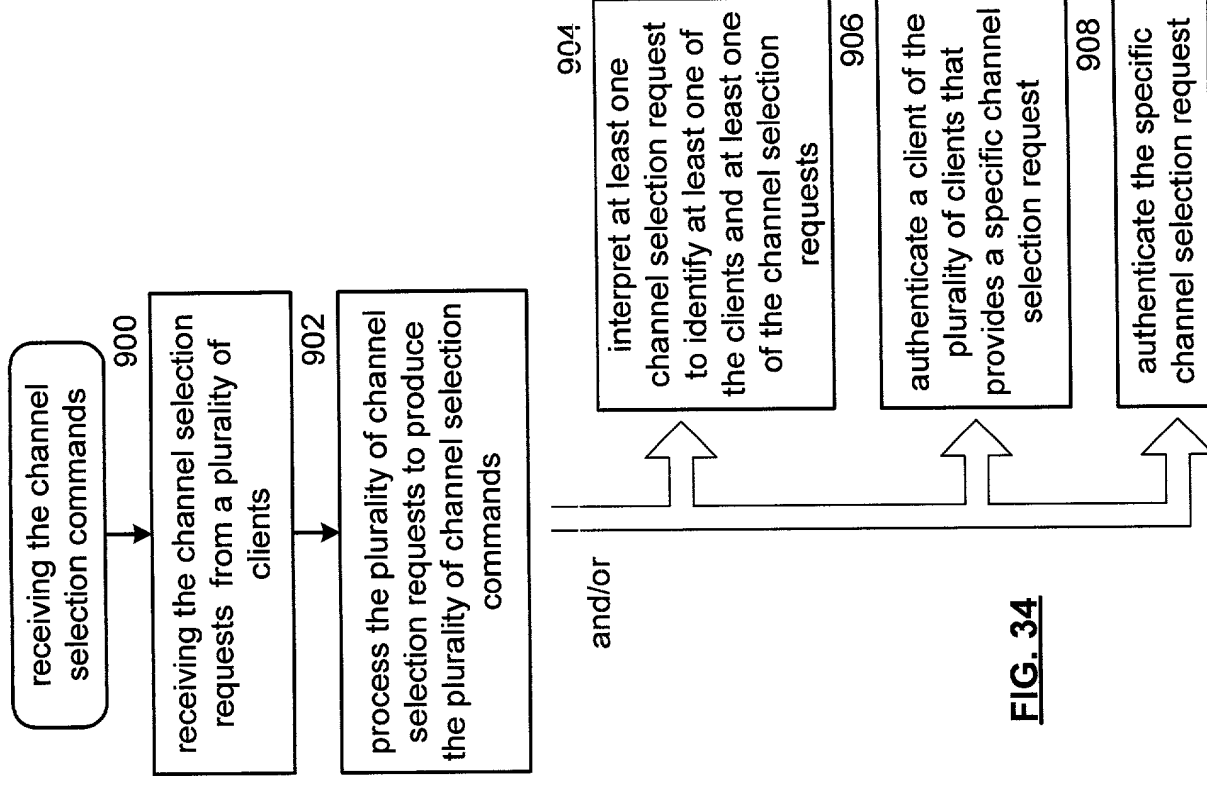 receiving the channel
selection commands
900
receiving the channel selection
requests from a plurality of
clients
902
process the plurality of channel
selection requests to produce
the plurality of channel selection
commands
and/or
904
interpret at least one
channel selection request
to identify at least one of
the clients and at least one
of the channel selection
requests
906
authenticate a client of the
plurality of clients that
provides a specific channel
selection request
908
authenticate the specific
channel selection request
FIG. 34